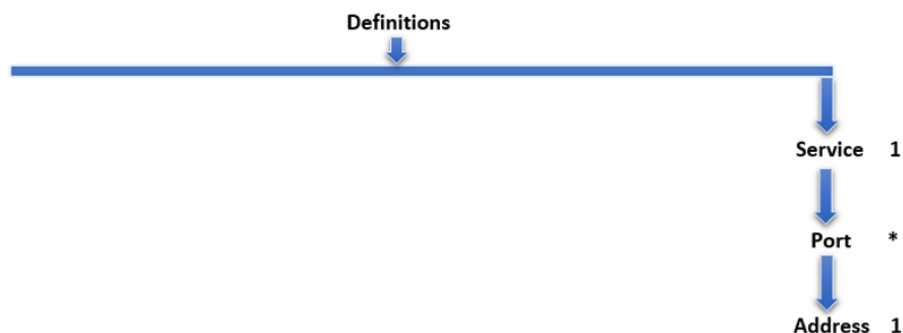 Definitions
Service 1
Port *
Address 1